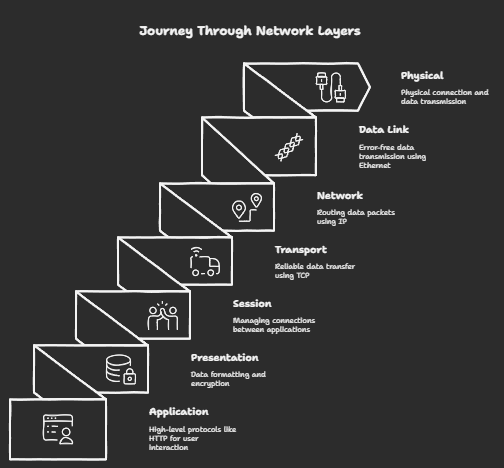 Journey Through Network Layers
Physical
Physical connection and
data transmission
Data Link
Error-free data
transmission using
Ethernet
Network
Routing data packets
using IP
Transport
Reliable data transfer
using TCP
Session
Managing connections
between applications
Presentation
Data formatting and
encryption
Application
High-level protocols like
HTTP for user
interaction